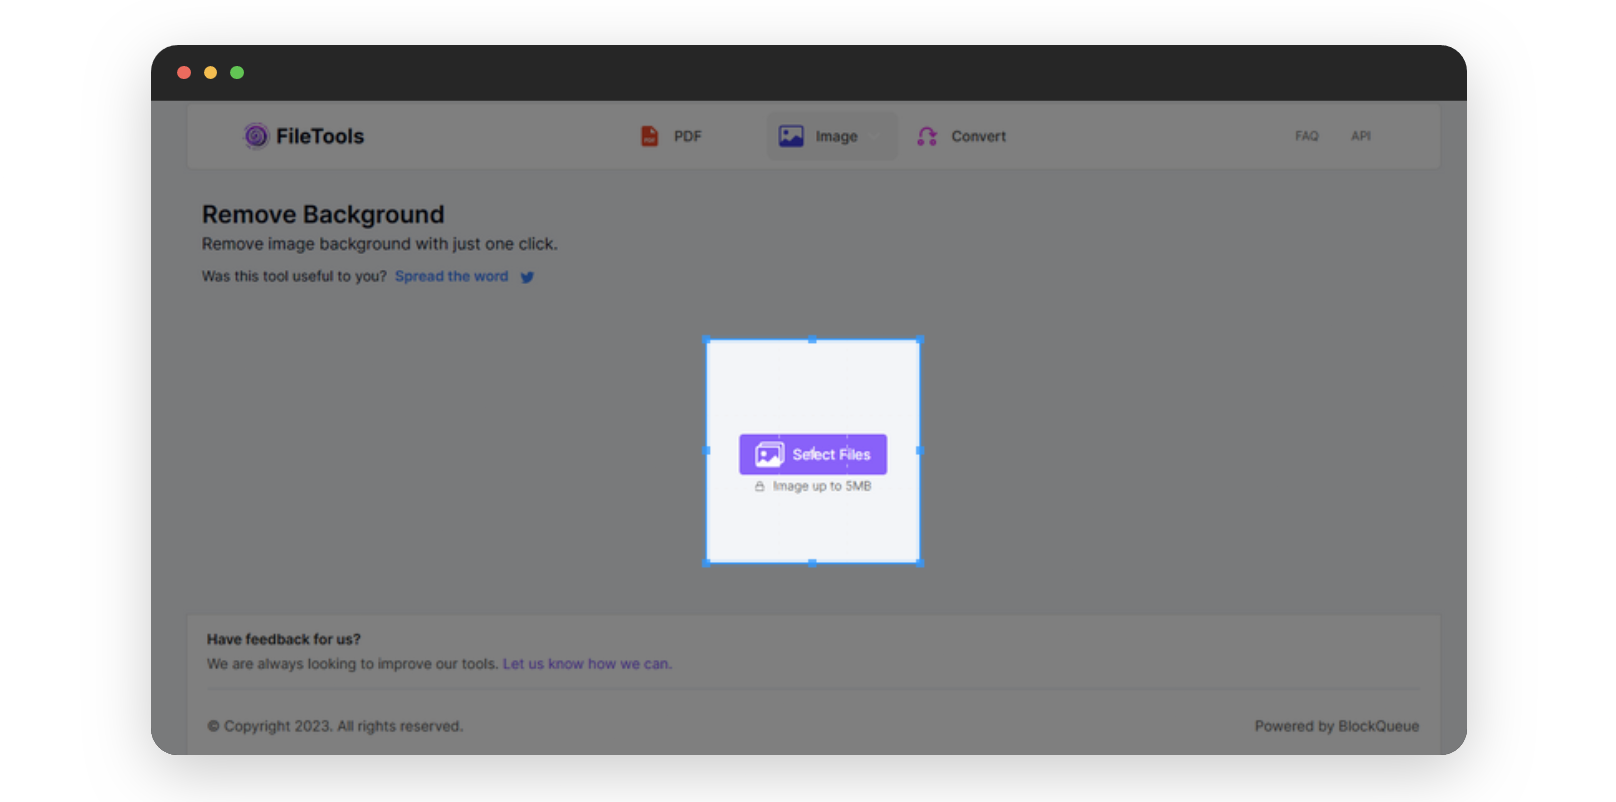 FileTools
PDF
Image
Convert
FAQ
API
Remove Background
Remove image background with just one click.
Was this tool useful to you? Spread the word
Select Files
Image up to 5MB
Have feedback for us?
We are always looking to improve our tools. Let us know how we can.
© Copyright 2023. All rights reserved.
Powered by BlockQueue